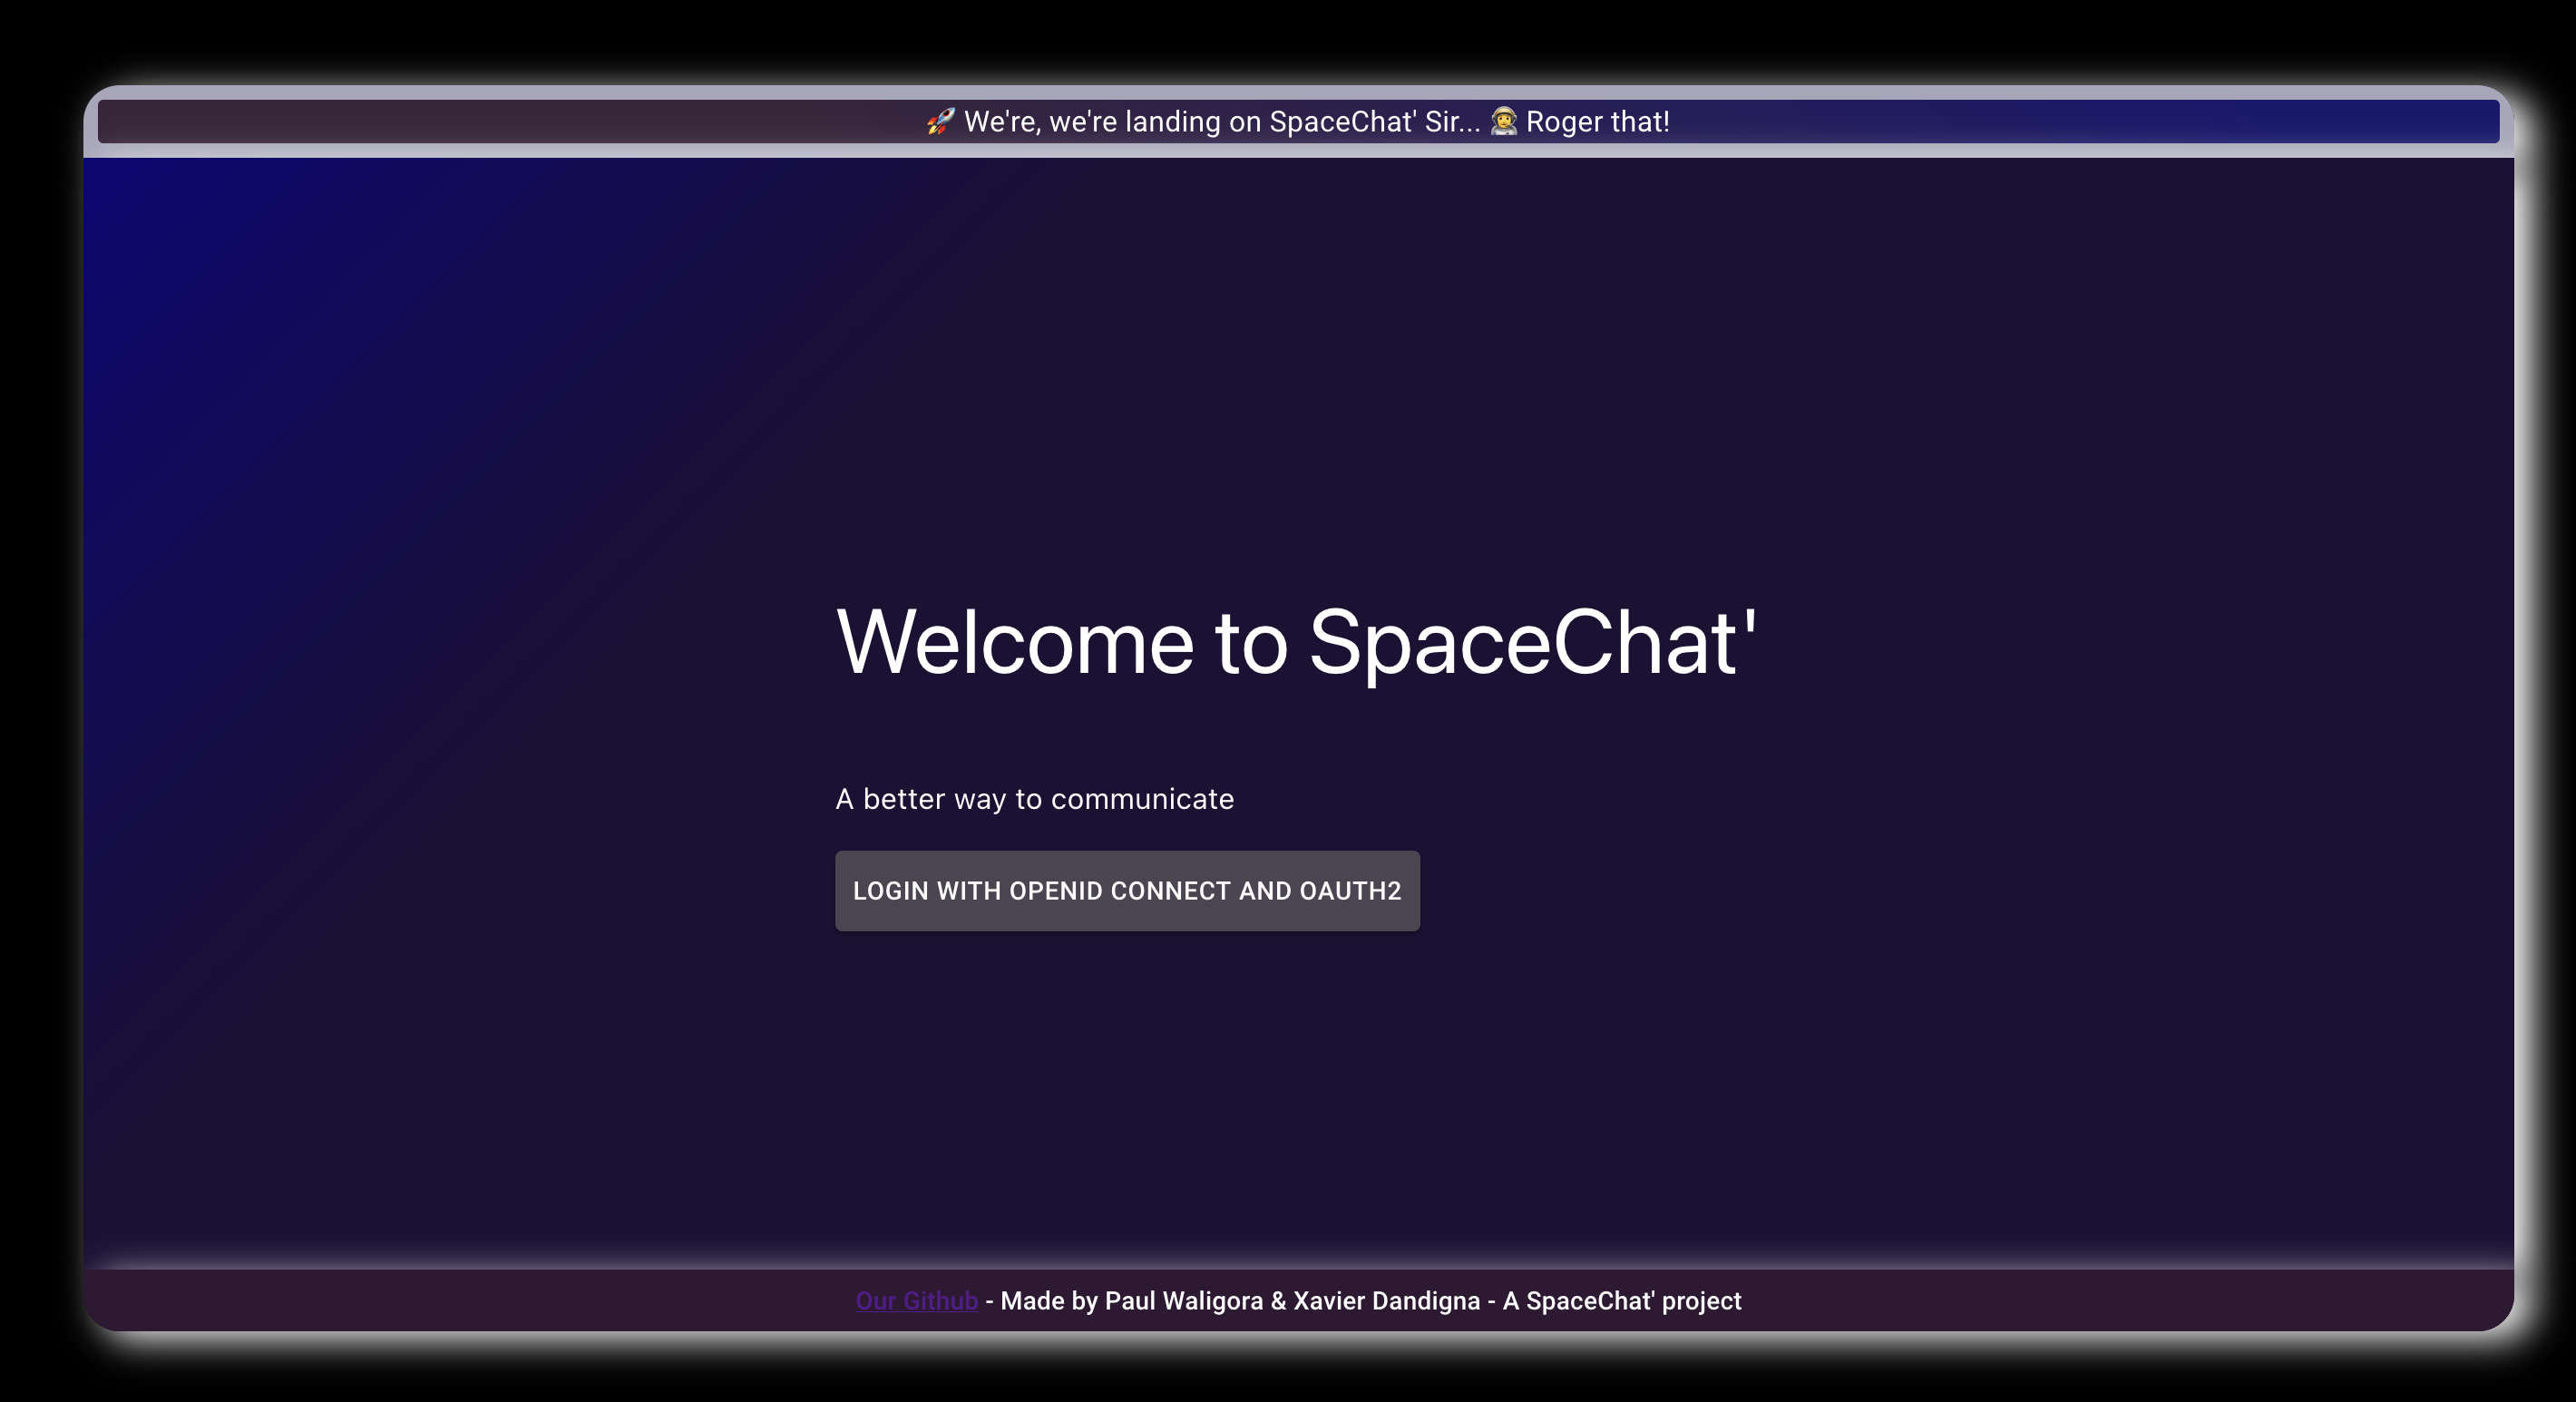 🚀 We're, we're landing on SpaceChat' Sir... 👩‍🚀 Roger that!
Welcome to SpaceChat'
A better way to communicate
LOGIN WITH OPENID CONNECT AND OAUTH2
Our Github - Made by Paul Waligora & Xavier Dandigna - A SpaceChat' project